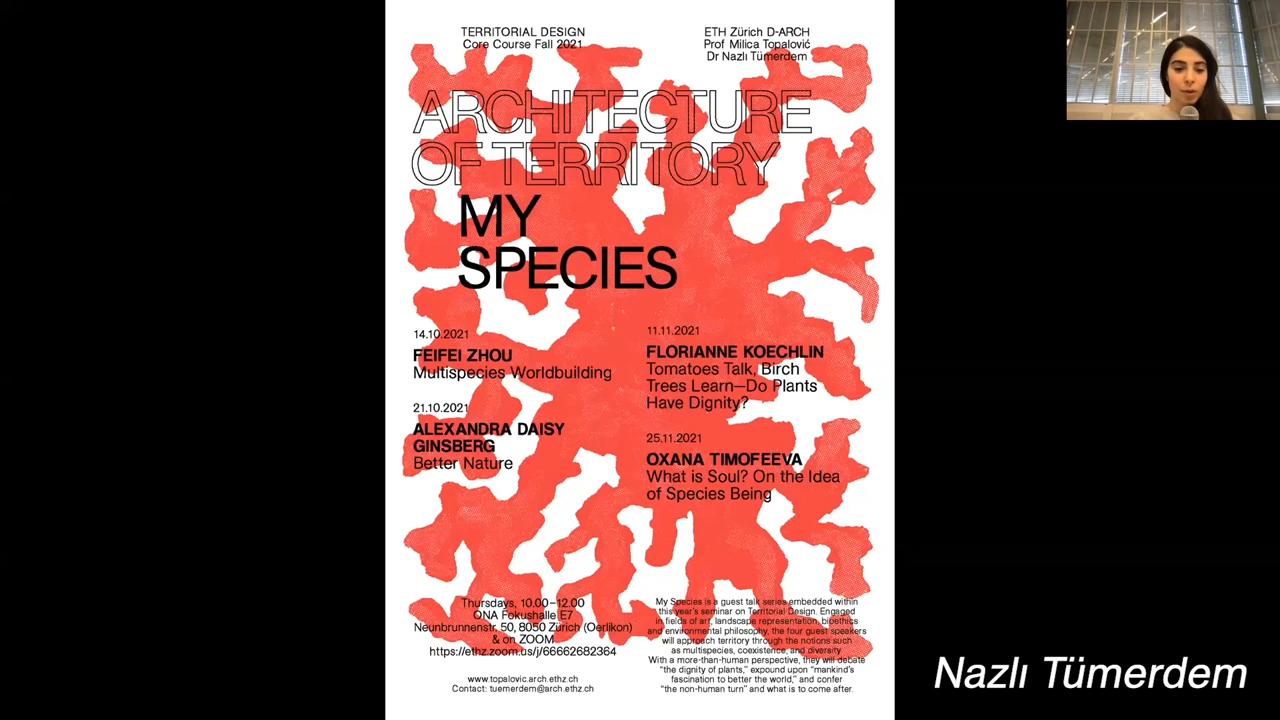 TERRITORIAL DESIGN
Core Course Fall 2021
ETH Zürich D-ARCH
Prof Milica Topalović
Dr Nazlı Tümerdem
ARCHITECTURE
OF TERRITORY
MY
SPECIES
14.10.2021
FEIFEI ZHOU
Multispecies Worldbuilding
21.10.2021
ALEXANDRA DAISY
GINSBERG
Better Nature
11.11.2021
FLORIANNE KOECHLIN
Tomatoes Talk, Birch
Trees Learn—Do Plants
Have Dignity?
25.11.2021
OXANA TIMOFEEVA
What is Soul? On the Idea
of Species Being
Thursdays, 10.00–12.00
ONA Fokushalle E7
Neunbrunnenstr. 50, 8050 Zürich (Oerlikon)
& on ZOOM
https://ethz.zoom.us/j/66662682364
www.topalovic.arch.ethz.ch
Contact: tuemerdem@arch.ethz.ch
My Species is a guest talk series embedded within
this year's seminar on Territorial Design. Engaged
in fields of art, landscape representation, bioethics
and environmental philosophy, the four guest speakers
will approach territory through the notions such
as multispecies, coexistence, and diversity.
With a more-than-human perspective, they will debate
“the dignity of plants,” expound upon “mankind’s
fascination to better the world,” and confer
“the non-human turn” and what is to come after.
Nazlı Tümerdem